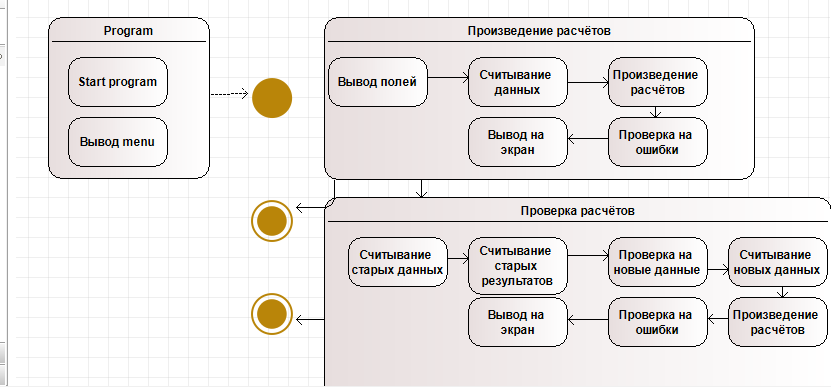 Program
Start program
Вывод menu
Произведение расчётов
Вывод полей
Считывание
данных
Произведение
расчётов
Вывод на
экран
Проверка на
ошибки
Проверка расчётов
Считывание
старых данных
Считывание
старых
результатов
Проверка на
новые данные
Считывание
новых данных
Вывод на
экран
Проверка на
ошибки
Произведение
расчётов